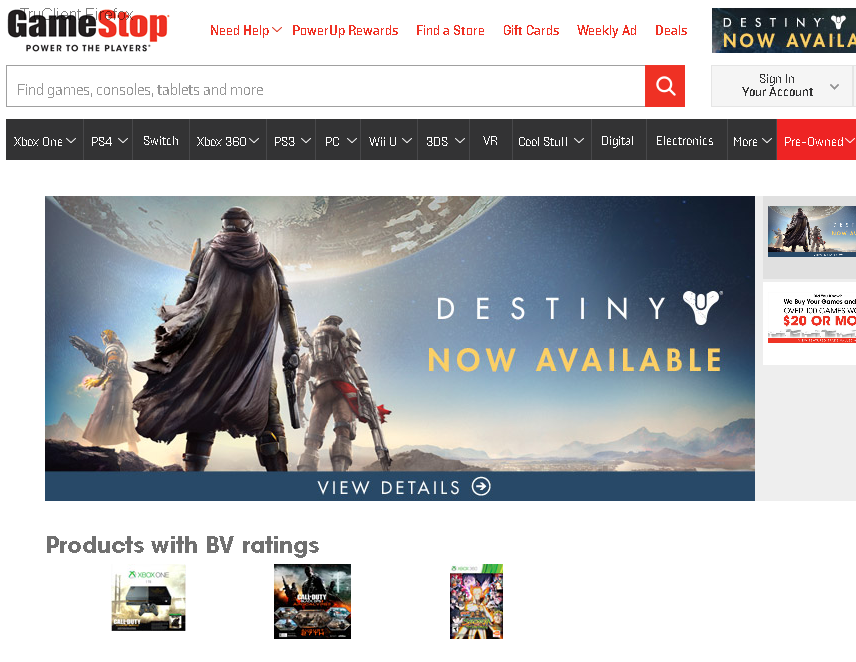 TruClient Firefox
GameStop
POWER TO THE PLAYERS
Need Help PowerUp Rewards Find a Store Gift Cards Weekly Ad Deals
DESTINY
NOW AVAILA
Find games, consoles, tablets and more
Sign In
Your Account
Xbox One PS4 Switch Xbox 360 PS3 PC Wii U 3DS VR Cool Stuff Digital Electronics More Pre-Owned
DESTINY
NOW AVAILABLE
VIEW DETAILS
We Buy Your Games and
OVER 100 GAMES WO
$20 OR MO
Products with BV ratings
XBOX ONE
CALL OF DUTY
CALL OF DUTY
XBOX 360